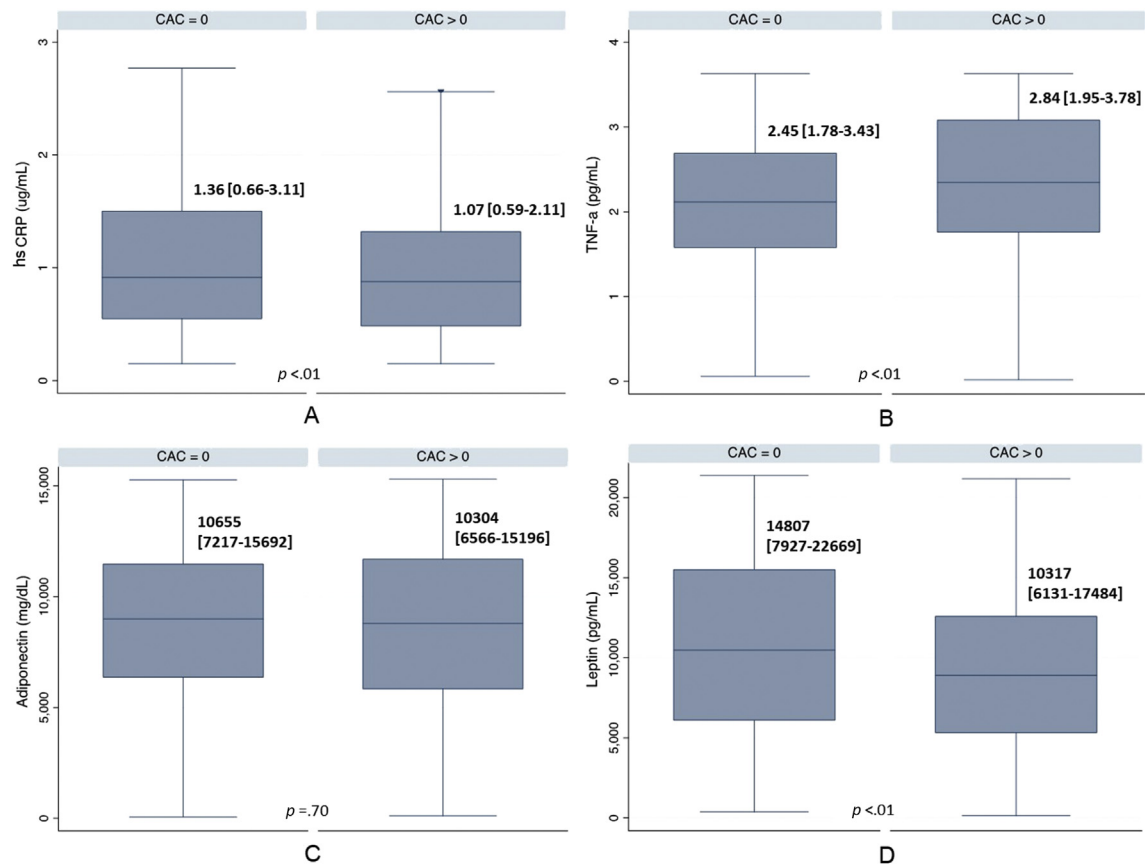 CAC = 0
CAC > 0
3
2
1
0
hs CRP (ug/mL)
1.36 [0.66-3.11]
1.07 [0.59-2.11]
p <.01
A
CAC = 0
CAC > 0
4
3
2
1
0
TNF-a (pg/mL)
2.45 [1.78-3.43]
2.84 [1.95-3.78]
p <.01
B
CAC = 0
CAC > 0
15,000
10,000
5,000
0
Adiponectin (mg/dL)
10655
[7217-15692]
10304
[6566-15196]
p =.70
C
CAC = 0
CAC > 0
20,000
15,000
10,000
5,000
0
Leptin (pg/mL)
14807
[7927-22669]
10317
[6131-17484]
p <.01
D